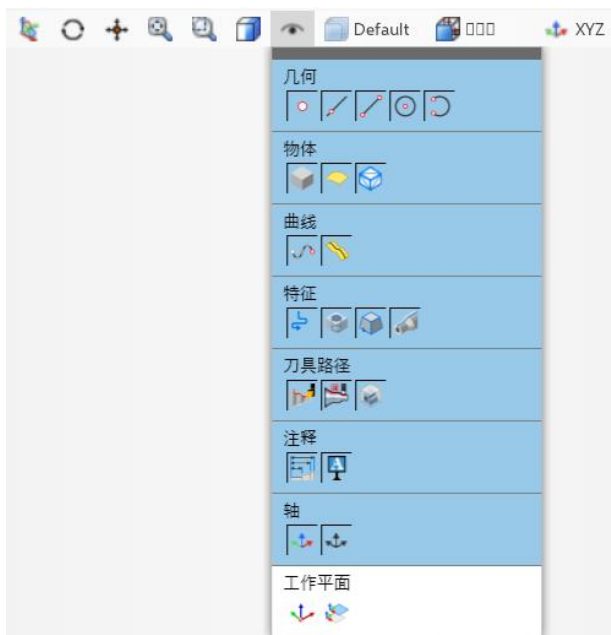 Default XYZ
几何
物体
曲线
特征
刀具路径
注释
轴
工作平面